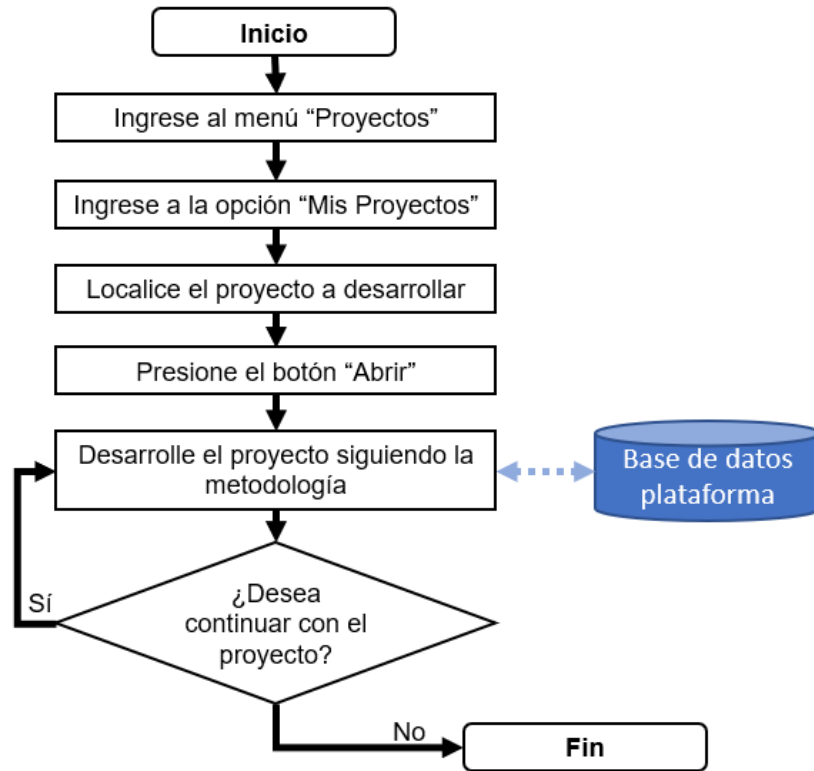 Inicio
Ingrese al menú “Proyectos”
Ingrese a la opción “Mis Proyectos”
Localice el proyecto a desarrollar
Presione el botón “Abrir”
Desarrolle el proyecto siguiendo la
metodología
Base de datos
plataforma
¿Desea
continuar con el
proyecto?
Sí
No
Fin